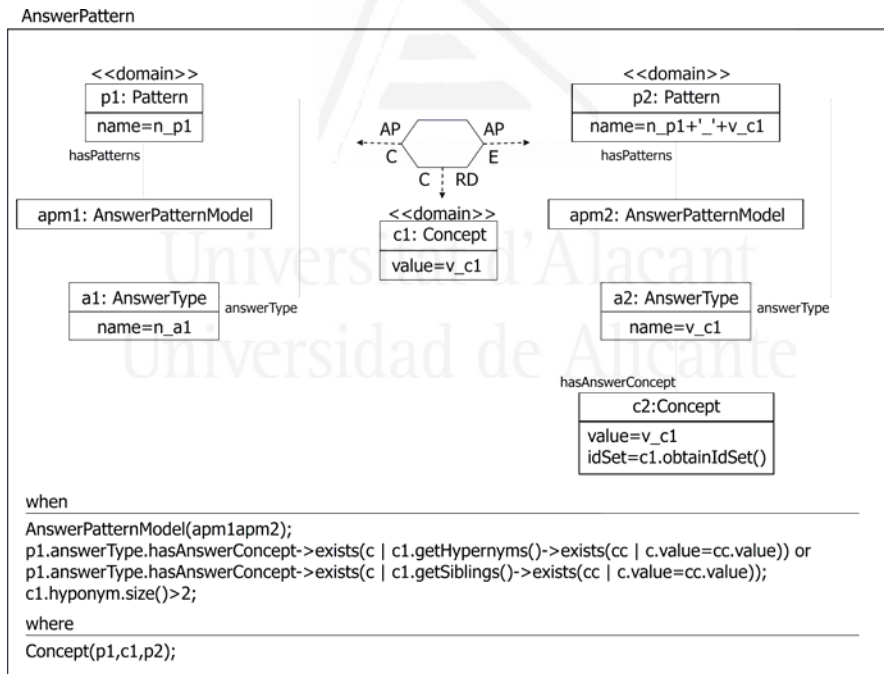 AnswerPattern
<<domain>>
p1: Pattern
name=n_p1
hasPatterns
apm1: AnswerPatternModel
a1: AnswerType
name=n_a1
answerType
AP
AP
C
E
C
RD
<<domain>>
c1: Concept
value=v_c1
<<domain>>
p2: Pattern
name=n_p1+'_'+v_c1
hasPatterns
apm2: AnswerPatternModel
a2: AnswerType
name=v_c1
answerType
hasAnswerConcept
c2:Concept
value=v_c1
idSet=c1.obtainIdSet()
Universitat d'Alacant
Universidad de Alicante
when
AnswerPatternModel(apm1apm2);
p1.answerType.hasAnswerConcept->exists(c | c1.getHypernyms()->exists(cc | c.value=cc.value)) or
p1.answerType.hasAnswerConcept->exists(c | c1.getSiblings()->exists(cc | c.value=cc.value));
c1.hyponym.size()>2;
where
Concept(p1,c1,p2);